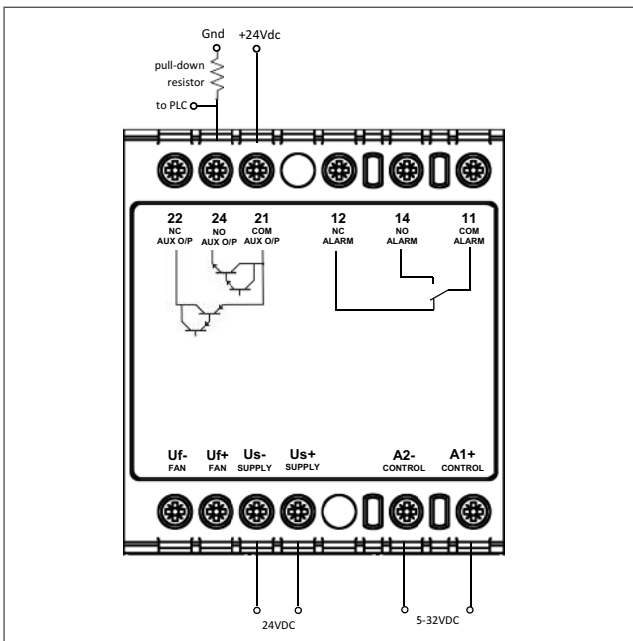 Gnd +24Vdc
pull-down
resistor
to PLC
22 24 21 12 14 11
NC NO COM NC NO COM
AUX O/P AUX O/P AUX O/P ALARM ALARM ALARM
Uf- Uf+ Us- Us+ A2- A1+
FAN FAN SUPPLY SUPPLY CONTROL CONTROL
24VDC 5-32VDC